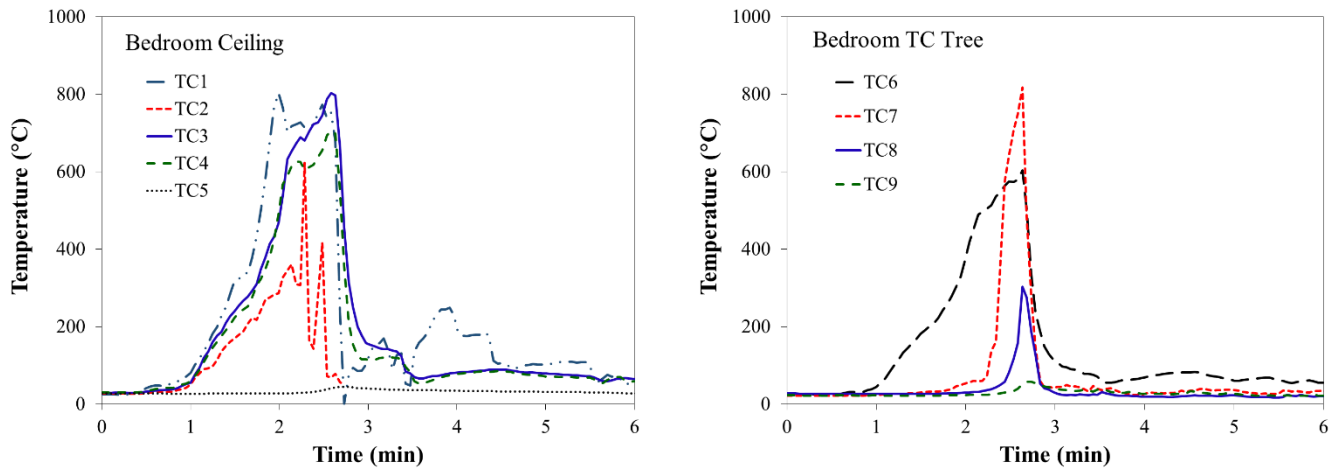 Bedroom Ceiling
TC1
TC2
TC3
TC4
TC5
1000
800
600
400
200
0
Temperature (°C)
0 1 2 3 4 5 6
Time (min)
Bedroom TC Tree
TC6
TC7
TC8
TC9
1000
800
600
400
200
0
Temperature (°C)
0 1 2 3 4 5 6
Time (min)